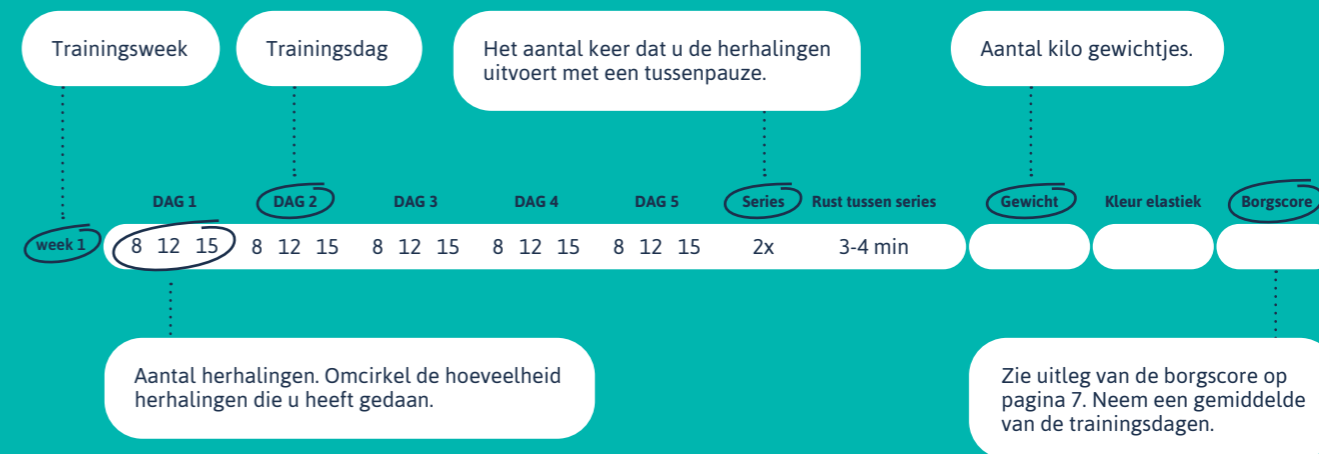 Trainingsweek
Trainingsdag
Het aantal keer dat u de herhalingen
uitvoert met een tussenpauze.
Aantal kilo gewichtjes.
DAG 1 DAG 2 DAG 3 DAG 4 DAG 5 Series Rust tussen series Gewicht Kleur elastiek Borgscore
week 1 8 12 15 8 12 15 8 12 15 8 12 15 8 12 15 2x 3-4 min
Aantal herhalingen. Omcirkel de hoeveelheid
herhalingen die u heeft gedaan.
Zie uitleg van de borgscore op
pagina 7. Neem een gemiddelde
van de trainingsdagen.